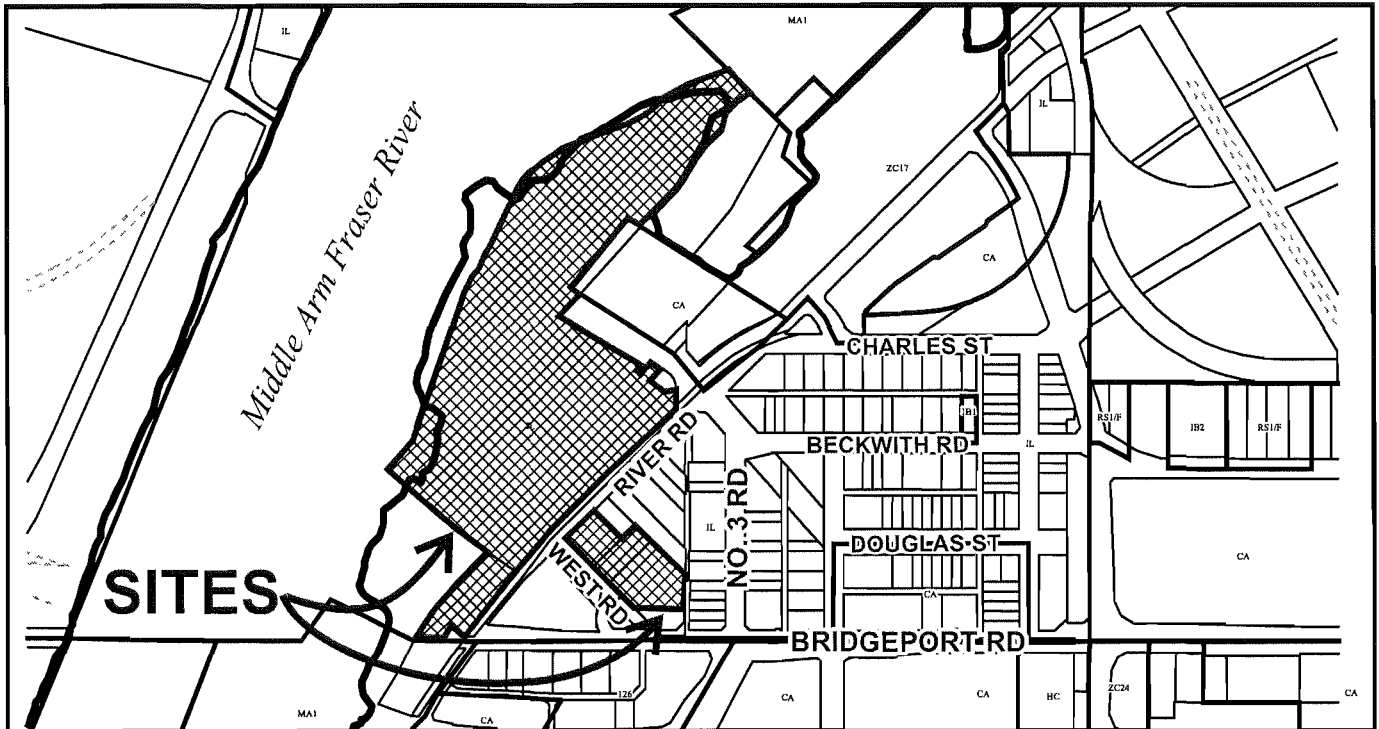 IL
MA1
Middle Arm Fraser River
IL
ZC17
CA
CA
CHARLES ST
IB1
RS1/F
IB2
RS1/F
BECKWITH RD
IL
RIVER RD
NO. 3 RD
IL
DOUGLAS ST
CA
CA
WEST RD
SITES
BRIDGEPORT RD
MA1
CA
126
CA
CA
HC
ZC24
CA